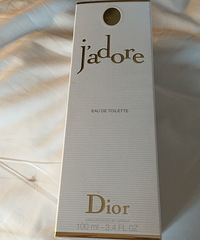 j'adore
EAU DE TOILETTE
Dior
100 ml - 3.4 FL. OZ